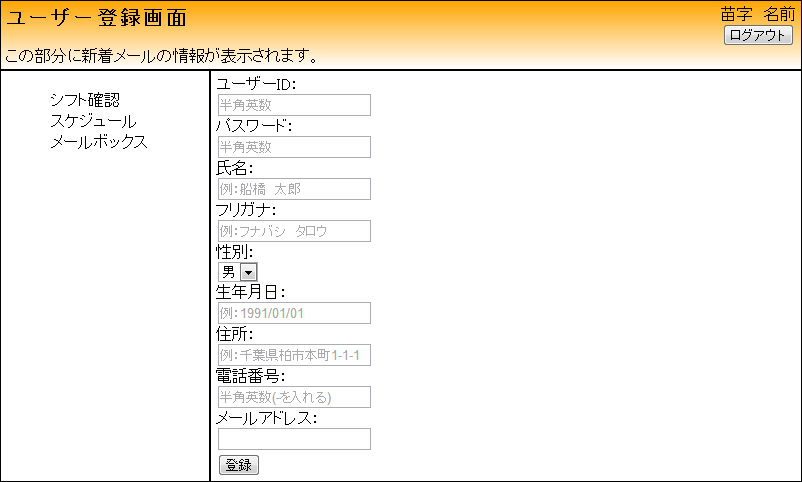 ユーザー登録画面
苗字　名前
ログアウト
この部分に新着メールの情報が表示されます。
シフト確認
スケジュール
メールボックス
ユーザーID:
半角英数
パスワード:
半角英数
氏名:
例:船橋　太郎
フリガナ:
例:フナバシ　タロウ
性別:
男
生年月日:
例:1991/01/01
住所:
例:千葉県柏市本町1-1-1
電話番号:
半角英数(-を入れる)
メールアドレス:
登録